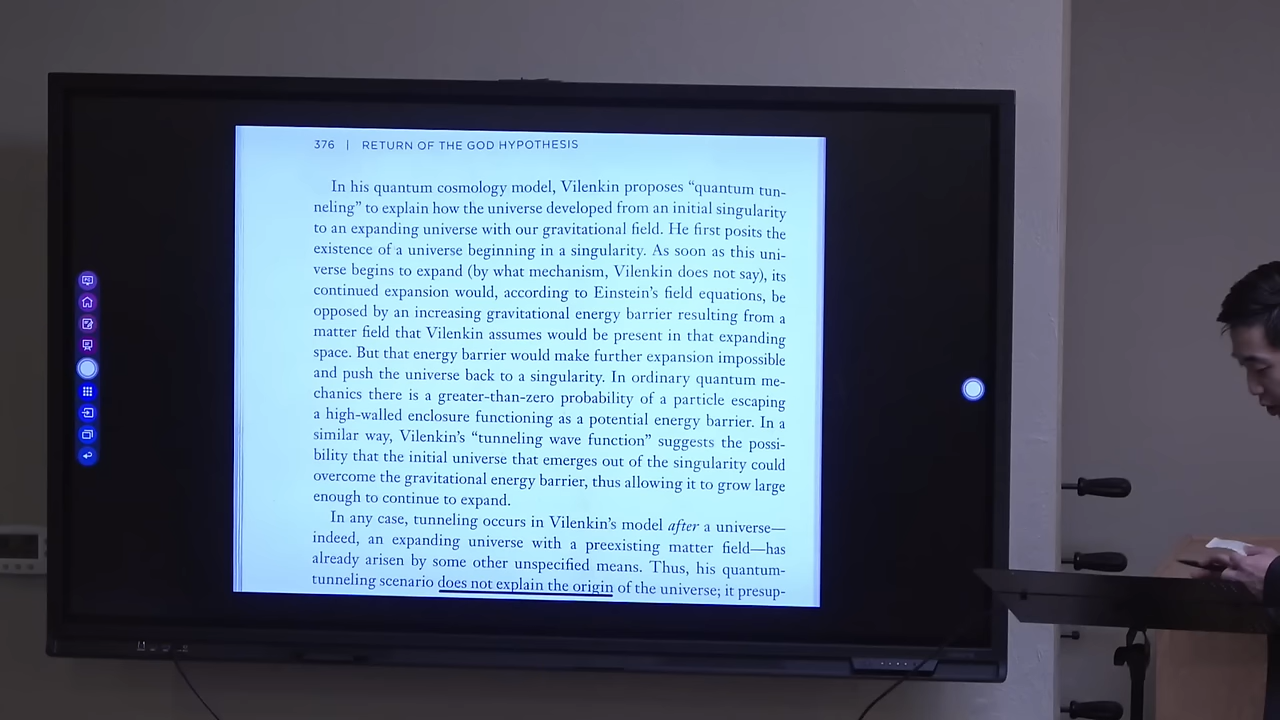 376 | RETURN OF THE GOD HYPOTHESIS
In his quantum cosmology model, Vilenkin proposes “quantum tun-
neling” to explain how the universe developed from an initial singularity
to an expanding universe with our gravitational field. He first posits the
existence of a universe beginning in a singularity. As soon as this uni-
verse begins to expand (by what mechanism, Vilenkin does not say), its
continued expansion would, according to Einstein’s field equations, be
opposed by an increasing gravitational energy barrier resulting from a
matter field that Vilenkin assumes would be present in that expanding
space. But that energy barrier would make further expansion impossible
and push the universe back to a singularity. In ordinary quantum me-
chanics there is a greater-than-zero probability of a particle escaping
a high-walled enclosure functioning as a potential energy barrier. In a
similar way, Vilenkin’s “tunneling wave function” suggests the possi-
bility that the initial universe that emerges out of the singularity could
overcome the gravitational energy barrier, thus allowing it to grow large
enough to continue to expand.
In any case, tunneling occurs in Vilenkin’s model after a universe—
indeed, an expanding universe with a preexisting matter field—has
already arisen by some other unspecified means. Thus, his quantum-
tunneling scenario does not explain the origin of the universe; it presup-